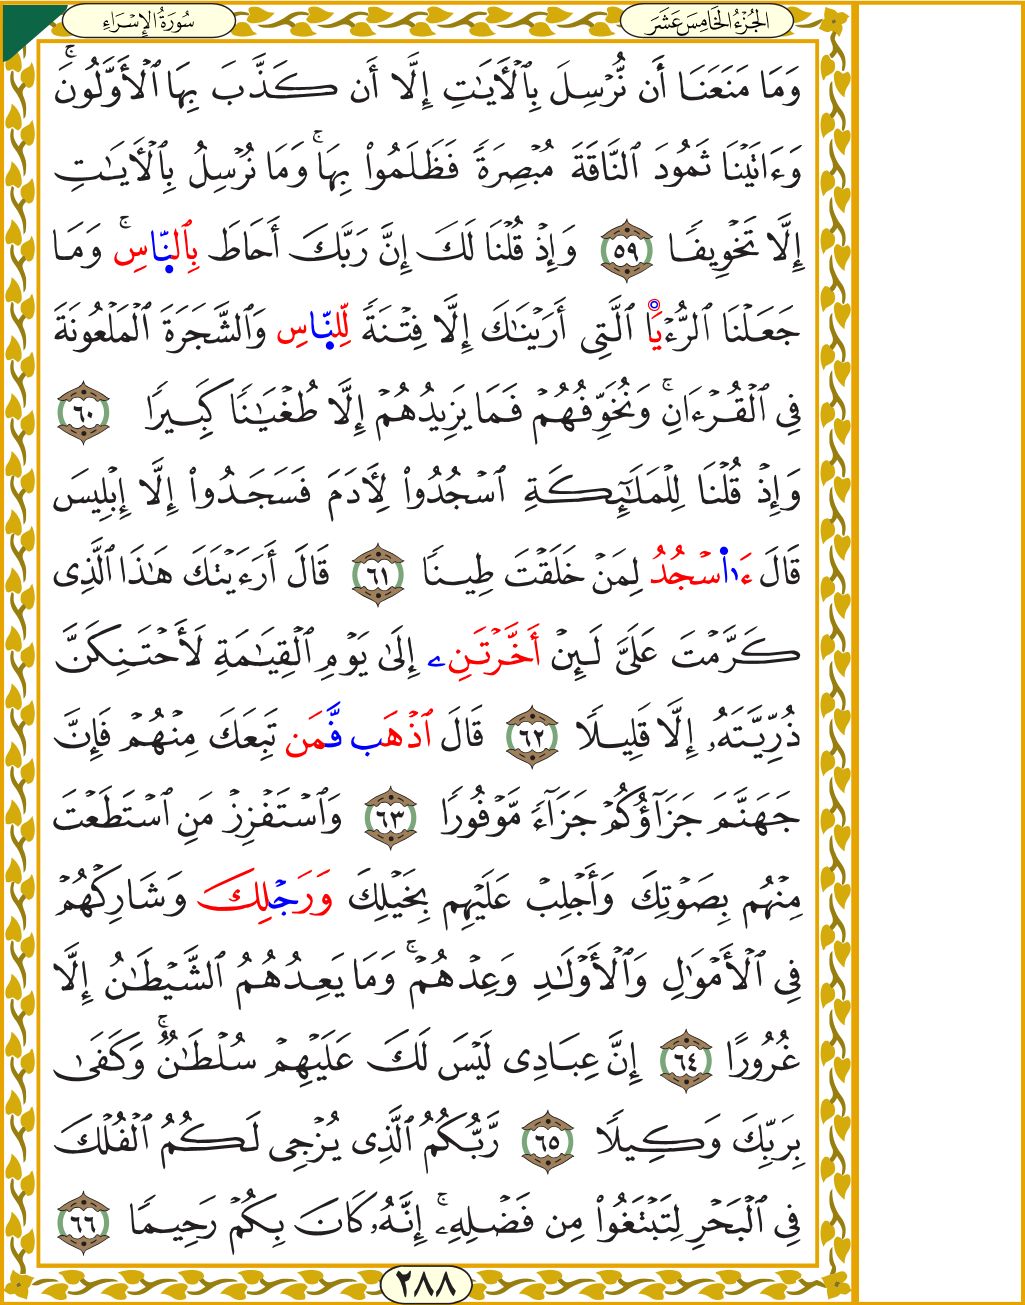 الجُزْءُ الخَامِسَ عَشَرَ
سُورَةُ الإِسْرَاءِ
وَمَا مَنَعَنَا أَن نُّرْسِلَ بِٱلْأَيَٰتِ إِلَّا أَن كَذَّبَ بِهَا ٱلْأَوَّلُونَۚ
وَءَاتَيْنَا ثَمُودَ ٱلنَّاقَةَ مُبْصِرَةً فَظَلَمُوا۟ بِهَاۚ وَمَا نُرْسِلُ بِٱلْأَيَٰتِ
إِلَّا تَخْوِيفًا ٥٩ وَإِذْ قُلْنَا لَكَ إِنَّ رَبَّكَ أَحَاطَ بِٱلنَّاسِۚ وَمَا
جَعَلْنَا ٱلرُّءْيَا ٱلَّتِى أَرَيْنَٰكَ إِلَّا فِتْنَةً لِّلنَّاسِ وَٱلشَّجَرَةَ ٱلْمَلْعُونَةَ
فِى ٱلْقُرْءَانِۚ وَنُخَوِّفُهُمْ فَمَا يَزِيدُهُمْ إِلَّا طُغْيَٰنًا كَبِيرًا ٦٠
وَإِذْ قُلْنَا لِلْمَلَٰٓئِكَةِ ٱسْجُدُوا۟ لِأَدَمَ فَسَجَدُوا۟ إِلَّا إِبْلِيسَ
قَالَ ءَا۬سْجُدُ لِمَنْ خَلَقْتَ طِينًا ٦١ قَالَ أَرَءَيْتَكَ هَٰذَا ٱلَّذِى
كَرَّمْتَ عَلَىَّ لَئِنْ أَخَّرْتَنِۦ إِلَىٰ يَوْمِ ٱلْقِيَٰمَةِ لَأَحْتَنِكَنَّ
ذُرِّيَّتَهُۥ إِلَّا قَلِيلًا ٦٢ قَالَ ٱذْهَب فَّمَن تَبِعَكَ مِنْهُمْ فَإِنَّ
جَهَنَّمَ جَزَآؤُكُمْ جَزَآءً مَّوْفُورًا ٦٣ وَٱسْتَفْزِزْ مَنِ ٱسْتَطَعْتَ
مِنْهُم بِصَوْتِكَ وَأَجْلِبْ عَلَيْهِم بِخَيْلِكَ وَرَجْلِكَ وَشَارِكْهُمْ
فِى ٱلْأَمْوَٰلِ وَٱلْأَوْلَٰدِ وَعِدْهُمْۚ وَمَا يَعِدُهُمُ ٱلشَّيْطَٰنُ إِلَّا
غُرُورًا ٦٤ إِنَّ عِبَادِى لَيْسَ لَكَ عَلَيْهِمْ سُلْطَٰنٌۚ وَكَفَىٰ
بِرَبِّكَ وَكِيلًا ٦٥ رَّبُّكُمُ ٱلَّذِى يُزْجِى لَكُمُ ٱلْفُلْكَ
فِى ٱلْبَحْرِ لِتَبْتَغُوا۟ مِن فَضْلِهِۦۚ إِنَّهُۥ كَانَ بِكُمْ رَحِيمًا ٦٦
٢٨٨